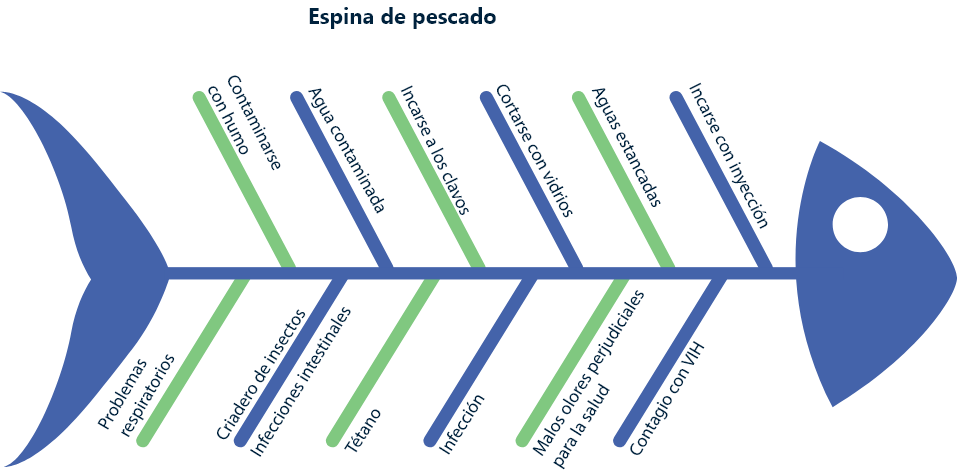 Espina de pescado
Contaminarse
con humo
Agua contaminada
Incarse a los clavos
Cortarse con vidrios
Aguas estancadas
Incarse con inyección
Problemas
respiratorios
Criadero de insectos
Infecciones intestinales
Tétano
Infección
Malos olores perjudiciales
para la salud
Contagio con VIH